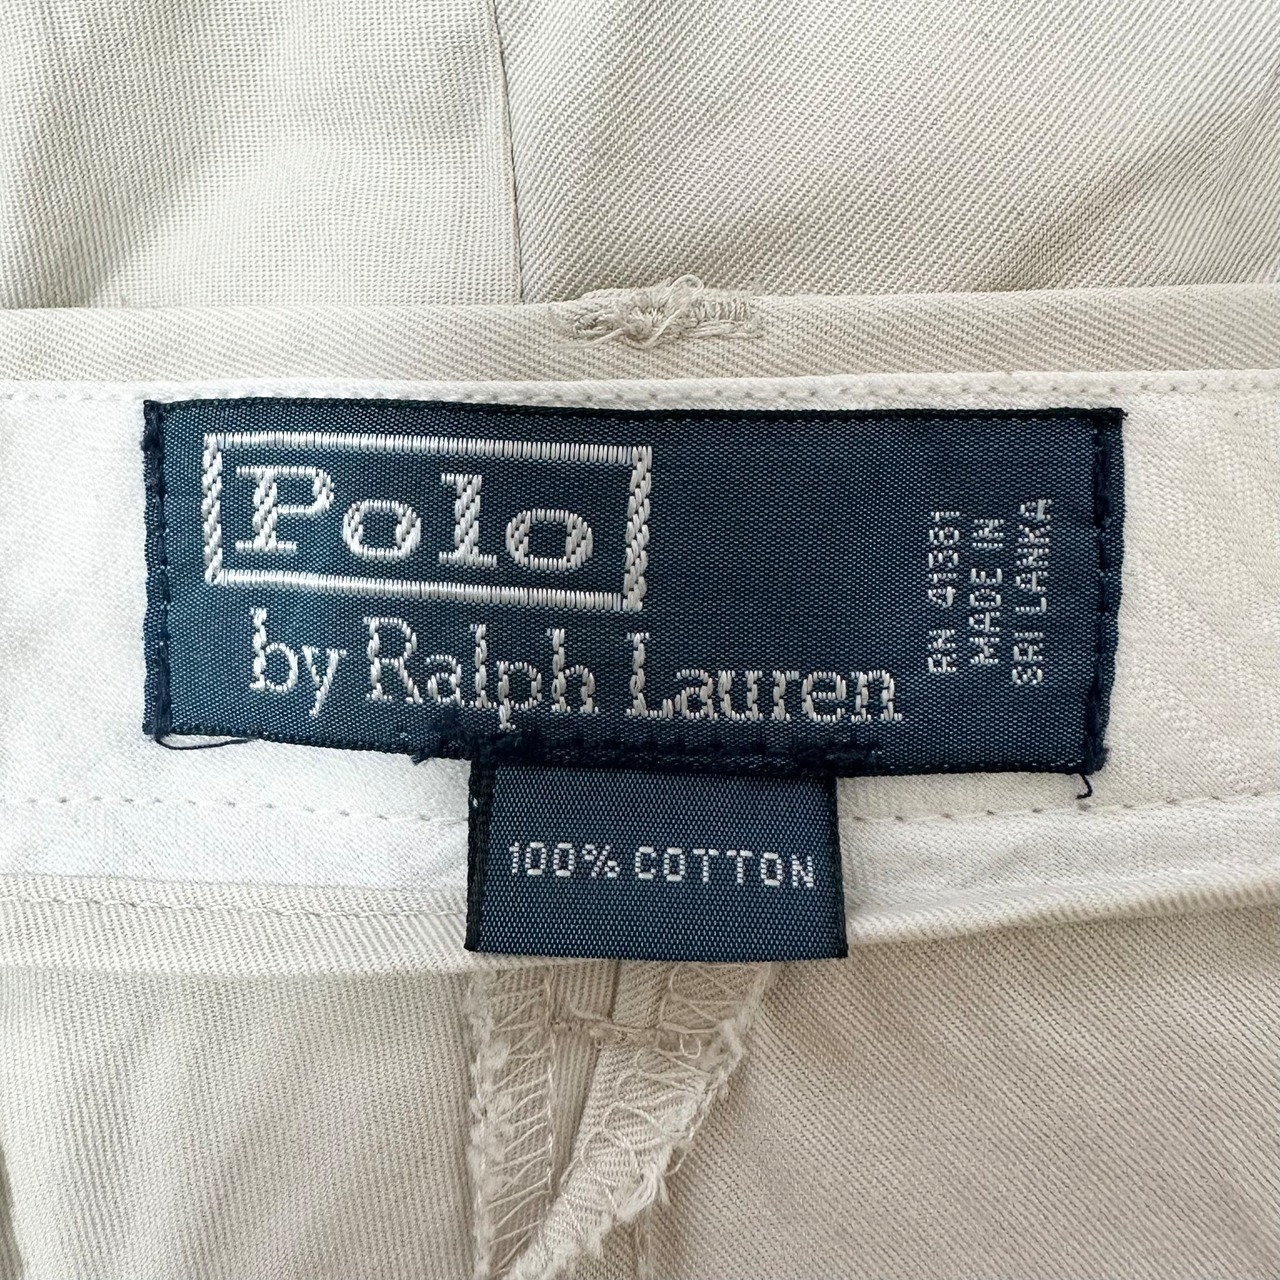 Polo
by Ralph Lauren
RN 41381
MADE IN
SRI LANKA
100% COTTON